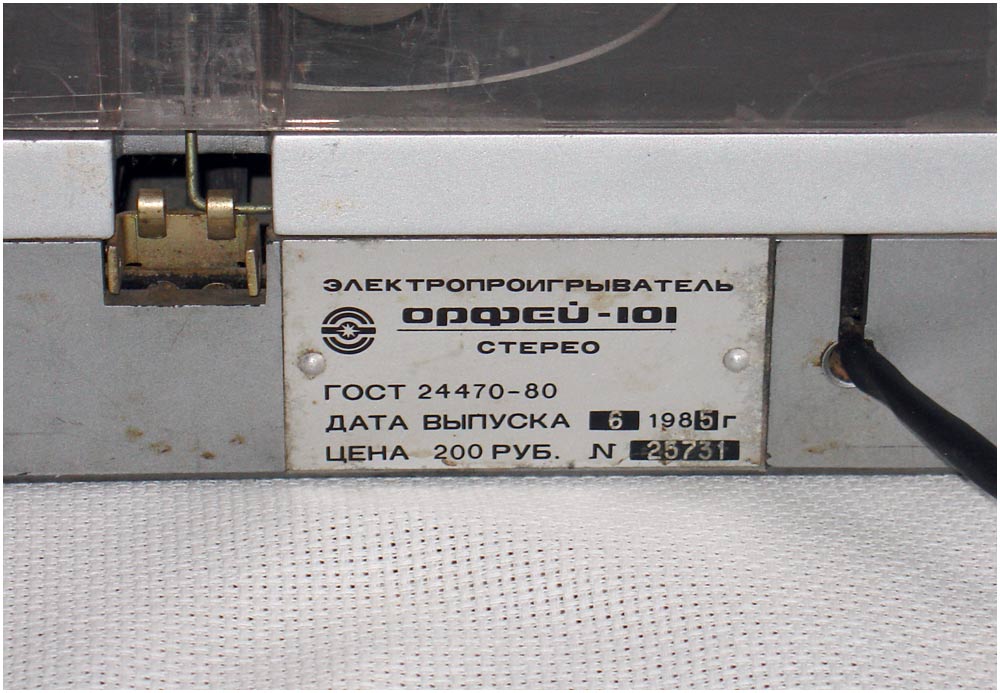 ЭЛЕКТРОПРОИГРЫВАТЕЛЬ
ОРФЕЙ-101
СТЕРЕО
ГОСТ 24470-80
ДАТА ВЫПУСКА 6 1985г
ЦЕНА 200 РУБ. N 25731